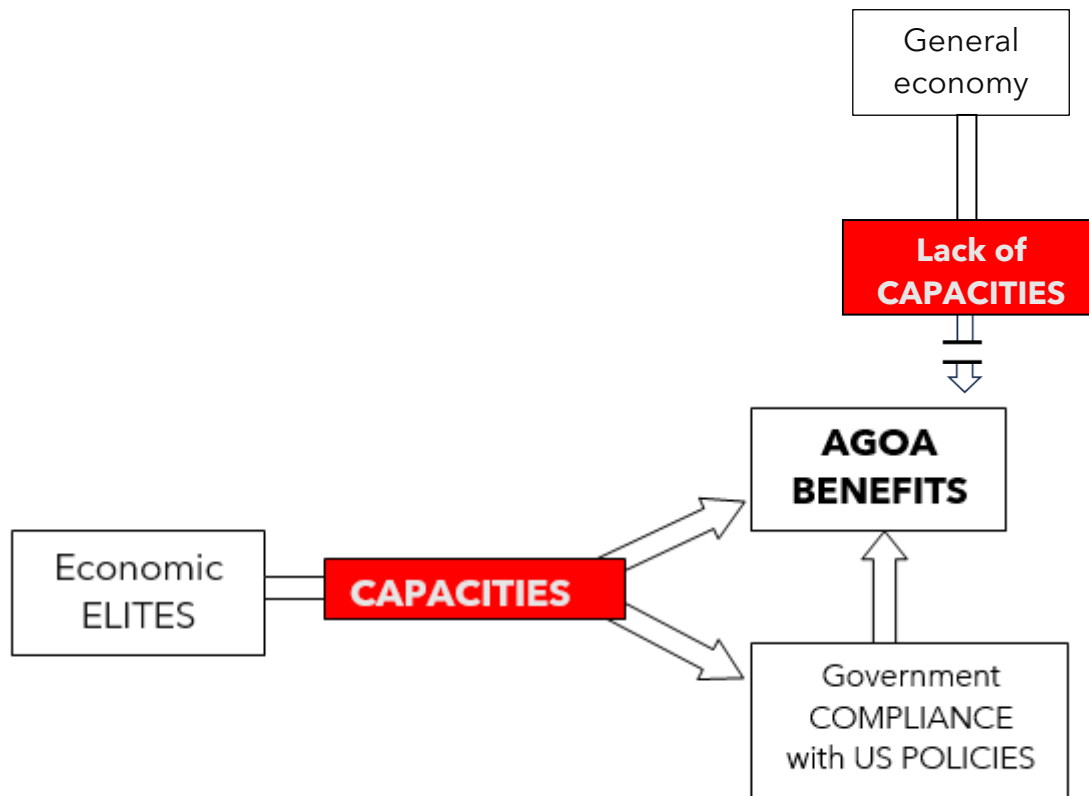 General
economy
Lack of
CAPACITIES
AGOA
BENEFITS
Economic
ELITES
CAPACITIES
Government
COMPLIANCE
with US POLICIES